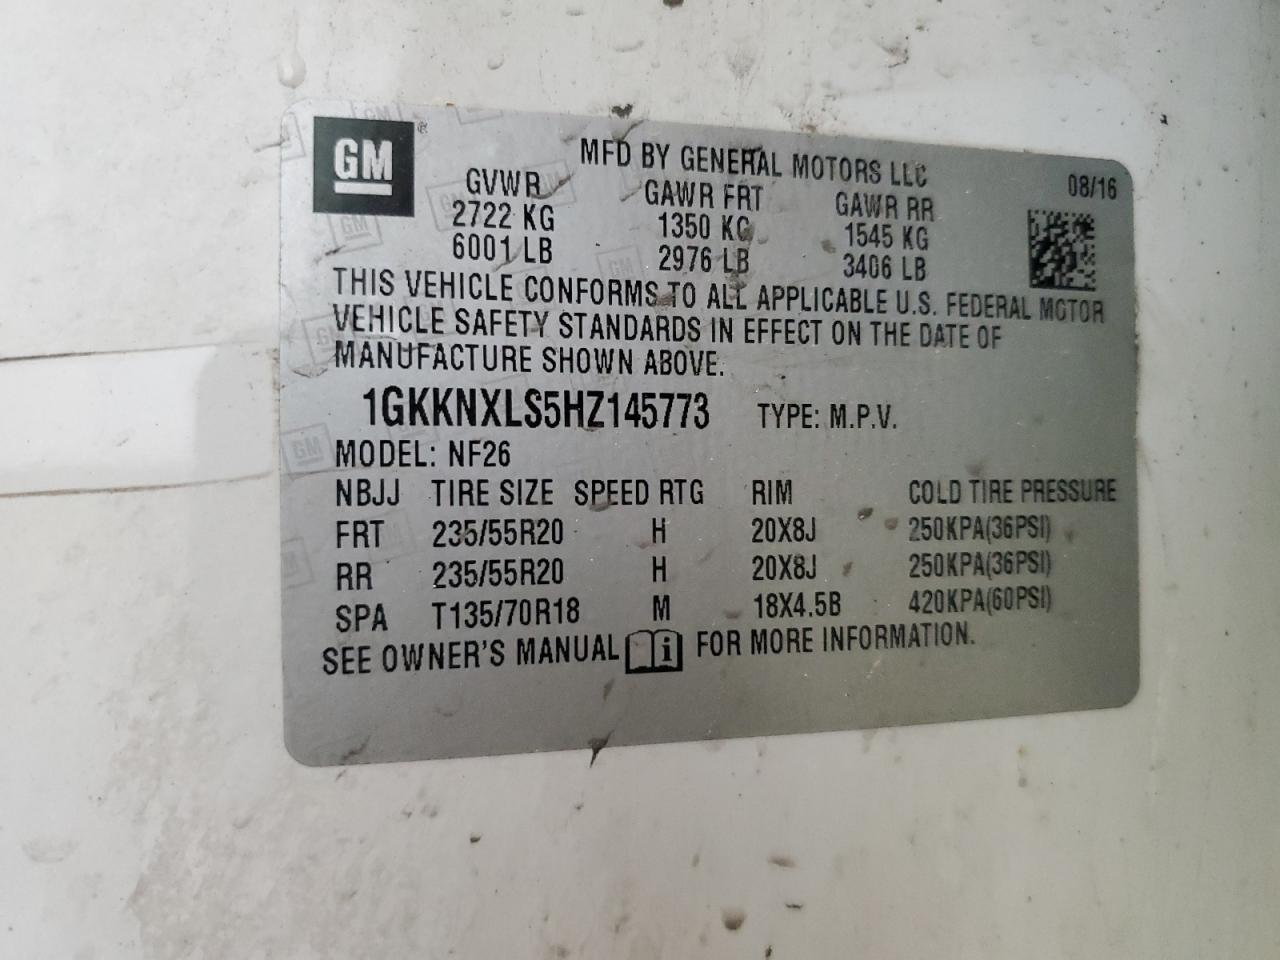 GM®
MFD BY GENERAL MOTORS LLC
08/16
GVWR GAWR FRT GAWR RR
2722 KG 1350 KG 1545 KG
6001 LB 2976 LB 3406 LB
THIS VEHICLE CONFORMS TO ALL APPLICABLE U.S. FEDERAL MOTOR
VEHICLE SAFETY STANDARDS IN EFFECT ON THE DATE OF
MANUFACTURE SHOWN ABOVE.
1GKKNXLS5HZ145773 TYPE: M.P.V.
MODEL: NF26
NBJJ TIRE SIZE SPEED RTG RIM COLD TIRE PRESSURE
FRT 235/55R20 H 20X8J 250KPA(36PSI)
RR 235/55R20 H 20X8J 250KPA(36PSI)
SPA T135/70R18 M 18X4.5B 420KPA(60PSI)
SEE OWNER'S MANUAL i FOR MORE INFORMATION.